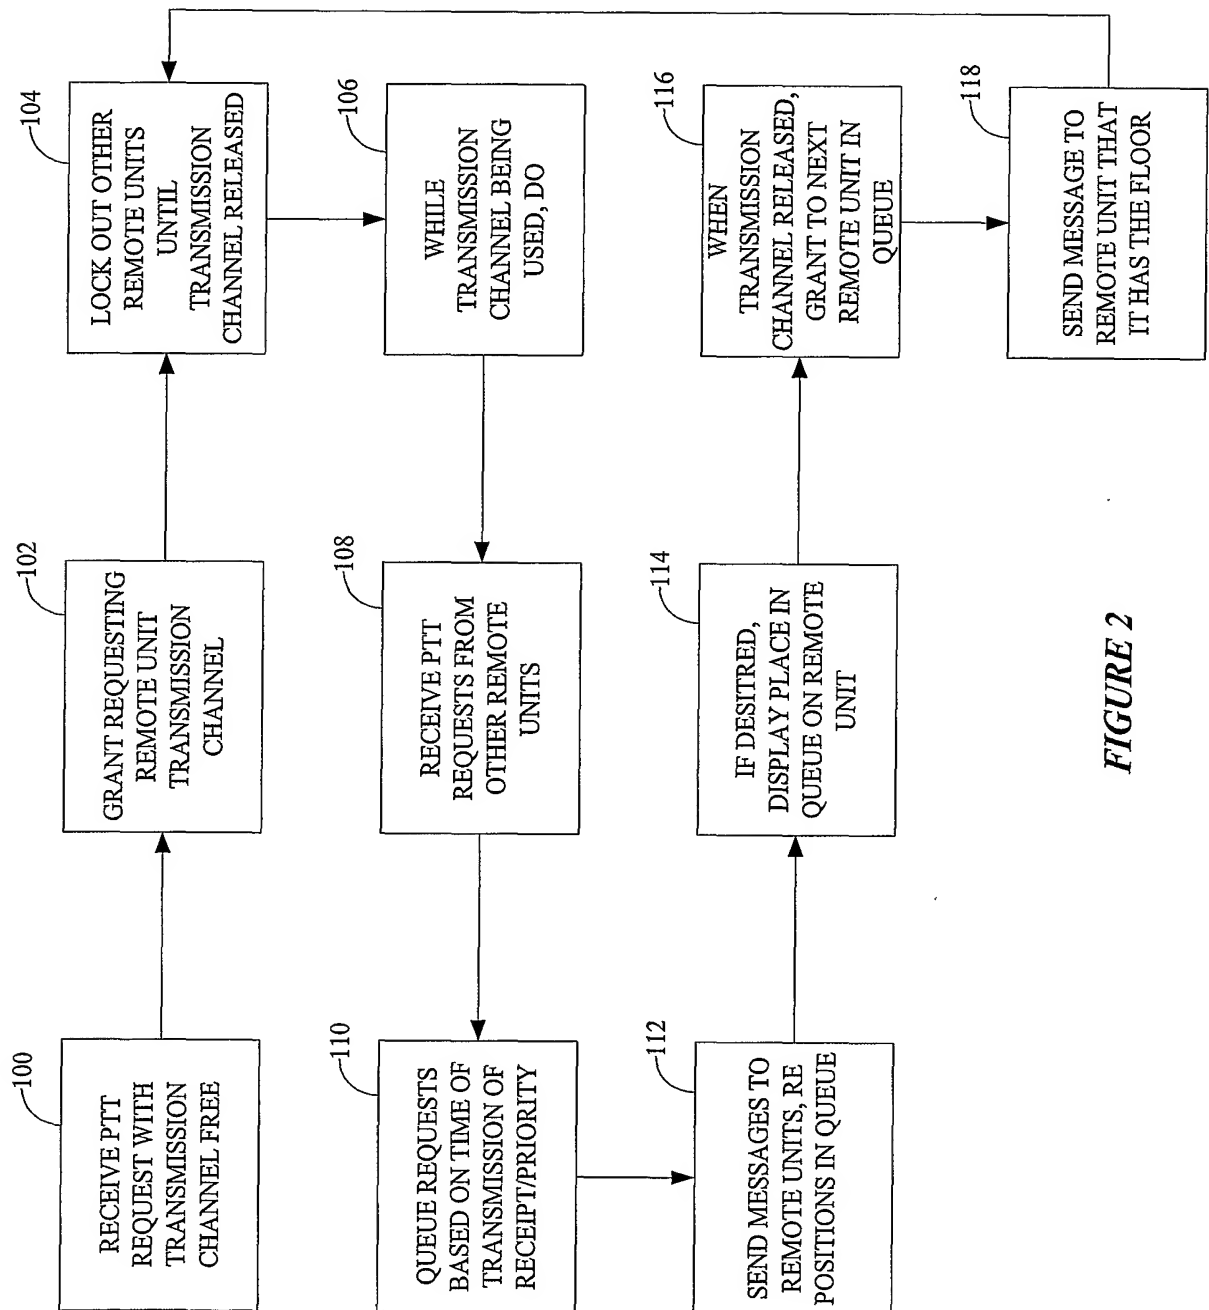 100
RECEIVE PTT
REQUEST WITH
TRANSMISSION
CHANNEL FREE
102
GRANT REQUESTING
REMOTE UNIT
TRANSMISSION
CHANNEL
104
LOCK OUT OTHER
REMOTE UNITS
UNTIL
TRANSMISSION
CHANNEL RELEASED
106
WHILE
TRANSMISSION
CHANNEL BEING
USED, DO
108
RECEIVE PTT
REQUESTS FROM
OTHER REMOTE
UNITS
110
QUEUE REQUESTS
BASED ON TIME OF
TRANSMISSION OF
RECEIPT/PRIORITY
112
SEND MESSAGES TO
REMOTE UNITS, RE
POSITIONS IN QUEUE
114
IF DESITRED,
DISPLAY PLACE IN
QUEUE ON REMOTE
UNIT
116
WHEN
TRANSMISSION
CHANNEL RELEASED,
GRANT TO NEXT
REMOTE UNIT IN
QUEUE
118
SEND MESSAGE TO
REMOTE UNIT THAT
IT HAS THE FLOOR
FIGURE 2